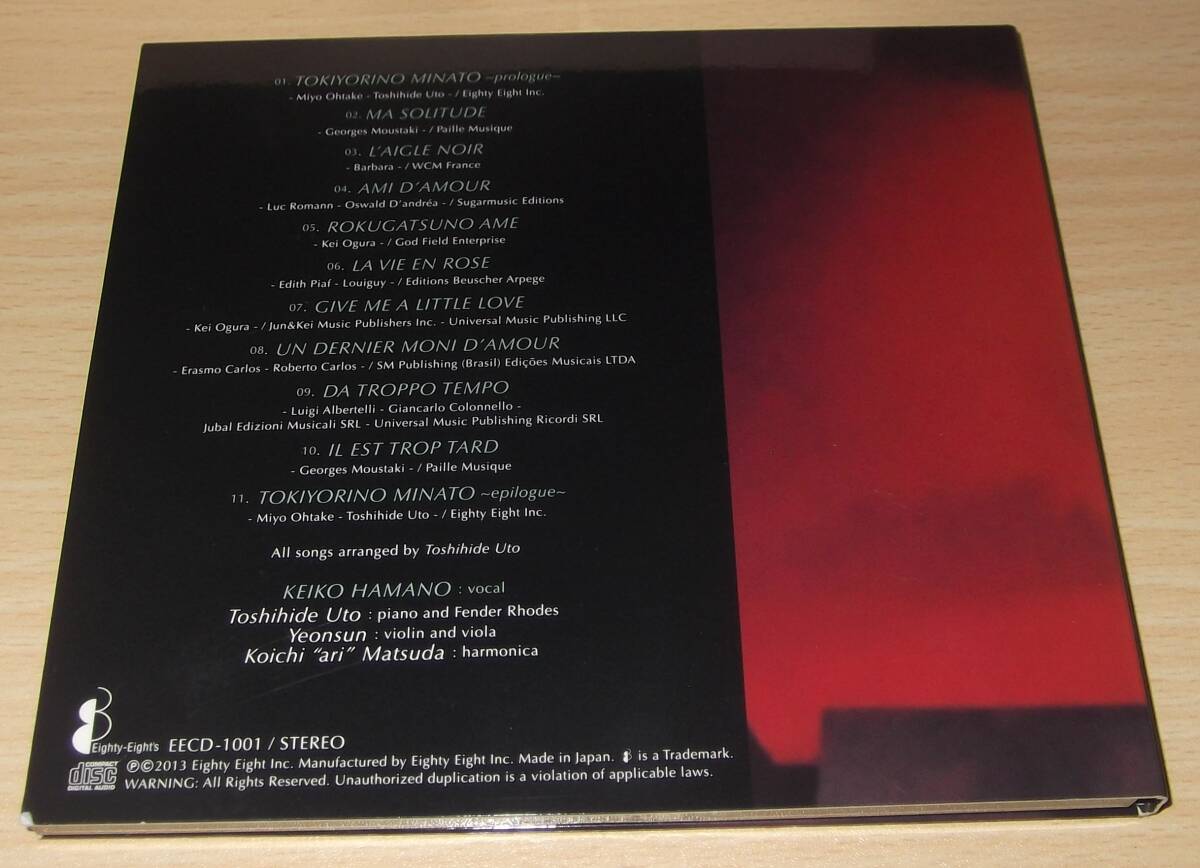 01. TOKIYORINO MINATO ~prologue~
- Miyo Ohtake - Toshihide Uto - / Eighty Eight Inc.
02. MA SOLITUDE
- Georges Moustaki - / Paille Musique
03. L'AIGLE NOIR
- Barbara - / WCM France
04. AMI D'AMOUR
- Luc Romann - Oswald D'andréa - / Sugarmusic Editions
05. ROKUGATSUNO AME
- Kei Ogura - / God Field Enterprise
06. LA VIE EN ROSE
- Edith Piaf - Louiguy - / Editions Beuscher Arpege
07. GIVE ME A LITTLE LOVE
- Kei Ogura - / Jun&Kei Music Publishers Inc. - Universal Music Publishing LLC
08. UN DERNIER MONI D'AMOUR
- Erasmo Carlos - Roberto Carlos - / SM Publishing (Brasil) Edições Musicais LTDA
09. DA TROPPO TEMPO
- Luigi Albertelli - Giancarlo Colonnello -
Jubal Edizioni Musicali SRL - Universal Music Publishing Ricordi SRL
10. IL EST TROP TARD
- Georges Moustaki - / Paille Musique
11. TOKIYORINO MINATO ~epilogue~
- Miyo Ohtake - Toshihide Uto - / Eighty Eight Inc.
All songs arranged by Toshihide Uto
KEIKO HAMANO : vocal
Toshihide Uto : piano and Fender Rhodes
Yeonsun : violin and viola
Koichi "ari" Matsuda : harmonica
Eighty-Eight's EECD-1001 / STEREO
COMPACT disc DIGITAL AUDIO
℗©2013 Eighty Eight Inc. Manufactured by Eighty Eight Inc. Made in Japan. 8 is a Trademark.
WARNING: All Rights Reserved. Unauthorized duplication is a violation of applicable laws.